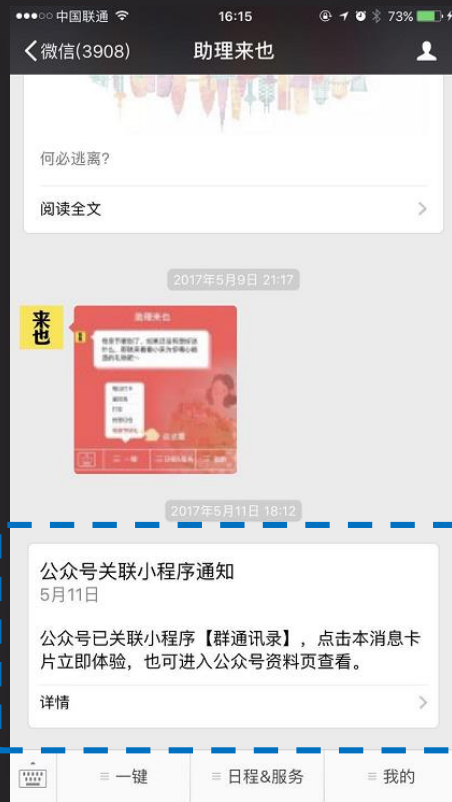 中国联通
16:15
73%
微信(3908)
助理来也
何必逃离?
阅读全文
2017年5月9日 21:17
来也
助理来也
2017年5月11日 18:12
公众号关联小程序通知
5月11日
公众号已关联小程序【群通讯录】，点击本消息卡
片立即体验，也可进入公众号资料页查看。
详情
一键
日程&服务
我的